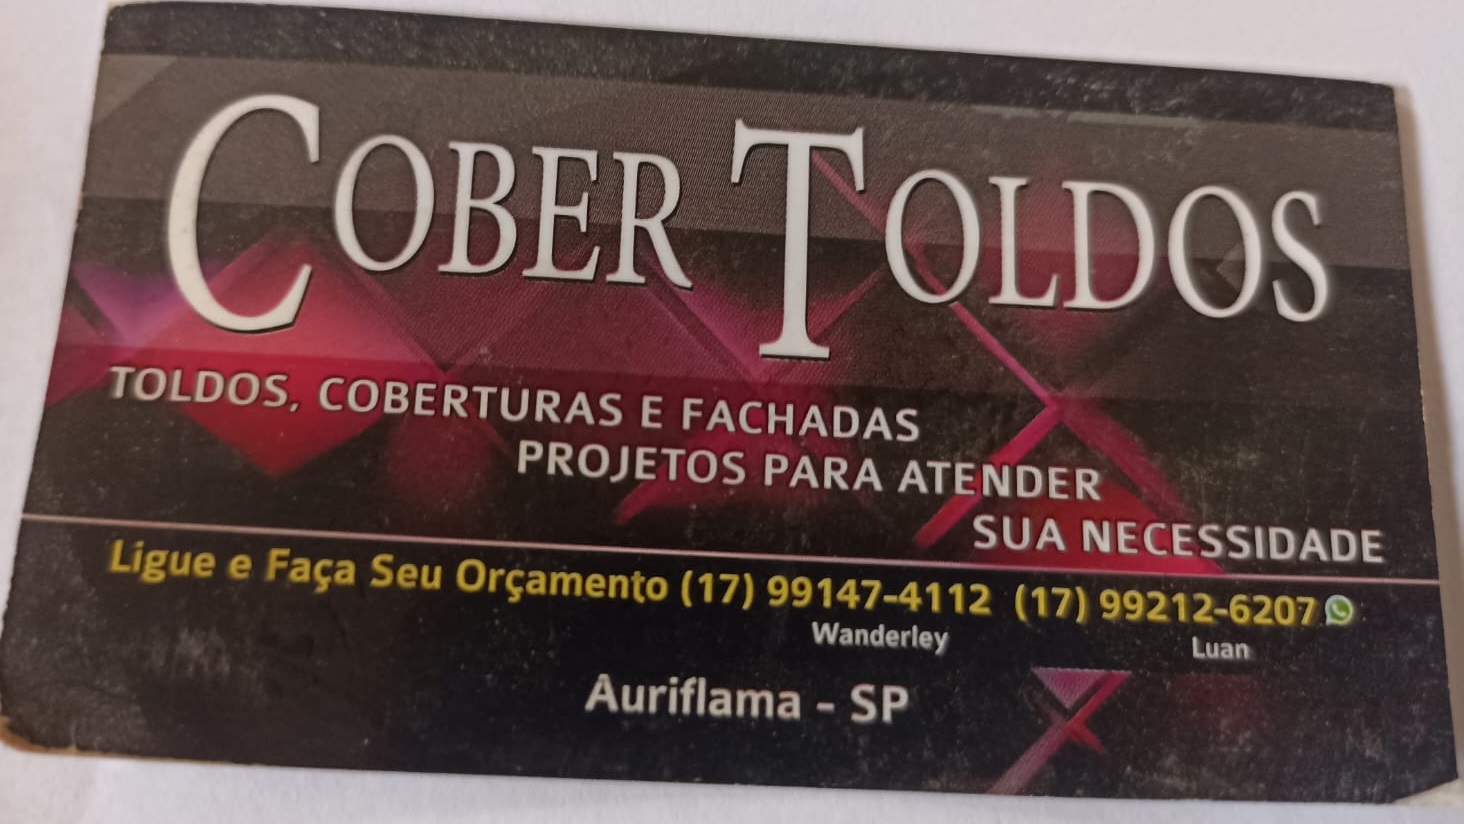 COBER TOLDOS
TOLDOS, COBERTURAS E FACHADAS
PROJETOS PARA ATENDER
SUA NECESSIDADE
Ligue e Faça Seu Orçamento (17) 99147-4112 (17) 99212-6207
Wanderley Luan
Auriflama - SP